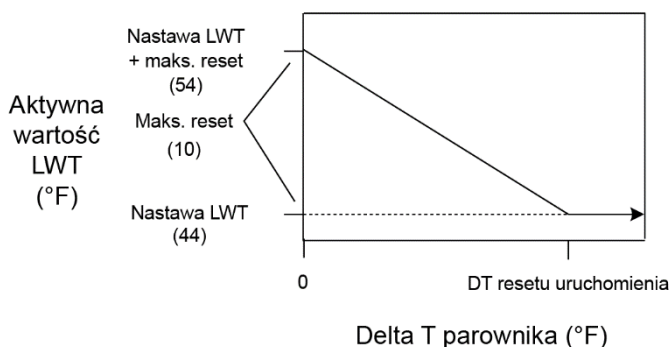 Nastawa LWT
+ maks. reset
(54)
Aktywna
wartość
LWT
(°F)
Maks. reset
(10)
Nastawa LWT
(44)
0
DT resetu uruchomienia
Delta T parownika (°F)